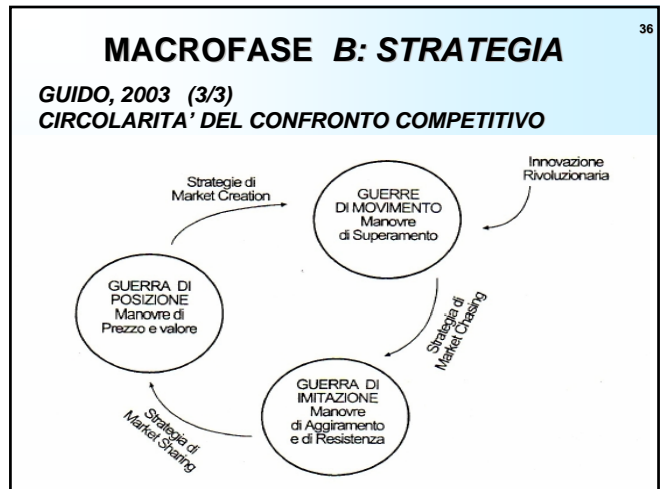 36
MACROFASE B: STRATEGIA
GUIDO, 2003 (3/3)
CIRCOLARITA' DEL CONFRONTO COMPETITIVO
Innovazione
Rivoluzionaria
Strategie di
Market Creation
GUERRE
DI MOVIMENTO
Manovre
di Superamento
GUERRA DI
POSIZIONE
Manovre di
Prezzo e valore
Strategia di
Market Chasing
GUERRA DI
IMITAZIONE
Manovre
di Aggiramento
e di Resistenza
Strategia di
Market Sharing